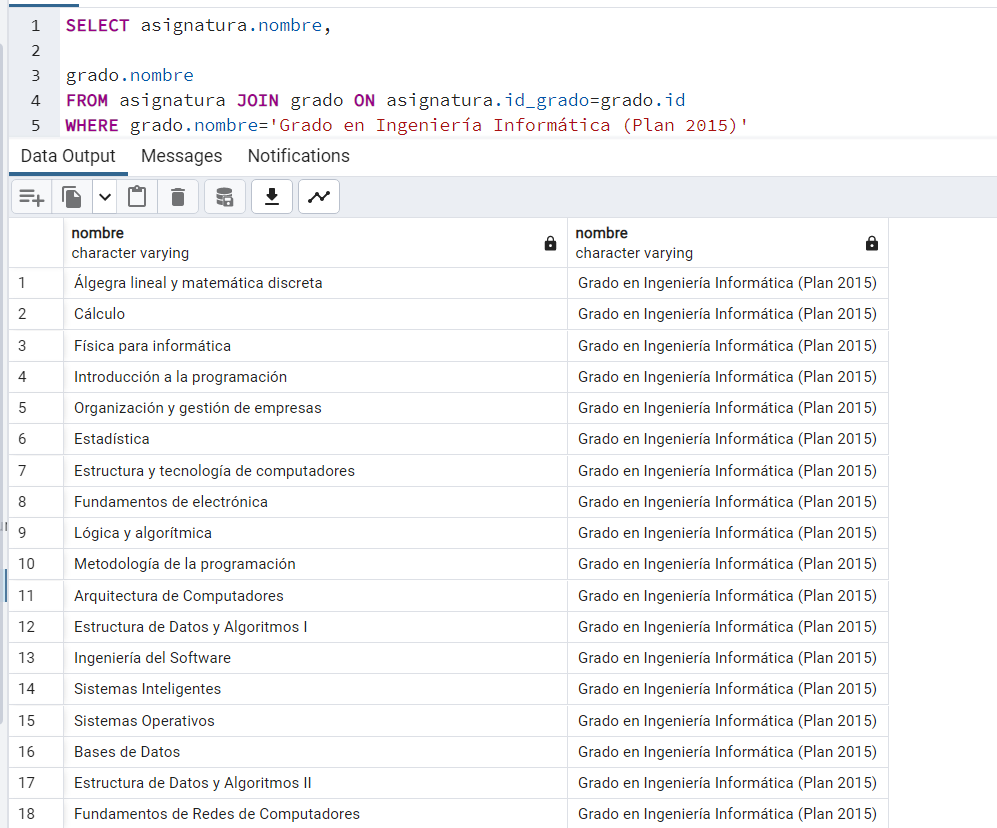 1 SELECT asignatura.nombre,
2
3 grado.nombre
4 FROM asignatura JOIN grado ON asignatura.id_grado=grado.id
5 WHERE grado.nombre='Grado en Ingeniería Informática (Plan 2015)'
Data Output Messages Notifications
nombre nombre
character varying character varying
1 Álgegra lineal y matemática discreta Grado en Ingeniería Informática (Plan 2015)
2 Cálculo Grado en Ingeniería Informática (Plan 2015)
3 Física para informática Grado en Ingeniería Informática (Plan 2015)
4 Introducción a la programación Grado en Ingeniería Informática (Plan 2015)
5 Organización y gestión de empresas Grado en Ingeniería Informática (Plan 2015)
6 Estadística Grado en Ingeniería Informática (Plan 2015)
7 Estructura y tecnología de computadores Grado en Ingeniería Informática (Plan 2015)
8 Fundamentos de electrónica Grado en Ingeniería Informática (Plan 2015)
9 Lógica y algorítmica Grado en Ingeniería Informática (Plan 2015)
10 Metodología de la programación Grado en Ingeniería Informática (Plan 2015)
11 Arquitectura de Computadores Grado en Ingeniería Informática (Plan 2015)
12 Estructura de Datos y Algoritmos I Grado en Ingeniería Informática (Plan 2015)
13 Ingeniería del Software Grado en Ingeniería Informática (Plan 2015)
14 Sistemas Inteligentes Grado en Ingeniería Informática (Plan 2015)
15 Sistemas Operativos Grado en Ingeniería Informática (Plan 2015)
16 Bases de Datos Grado en Ingeniería Informática (Plan 2015)
17 Estructura de Datos y Algoritmos II Grado en Ingeniería Informática (Plan 2015)
18 Fundamentos de Redes de Computadores Grado en Ingeniería Informática (Plan 2015)